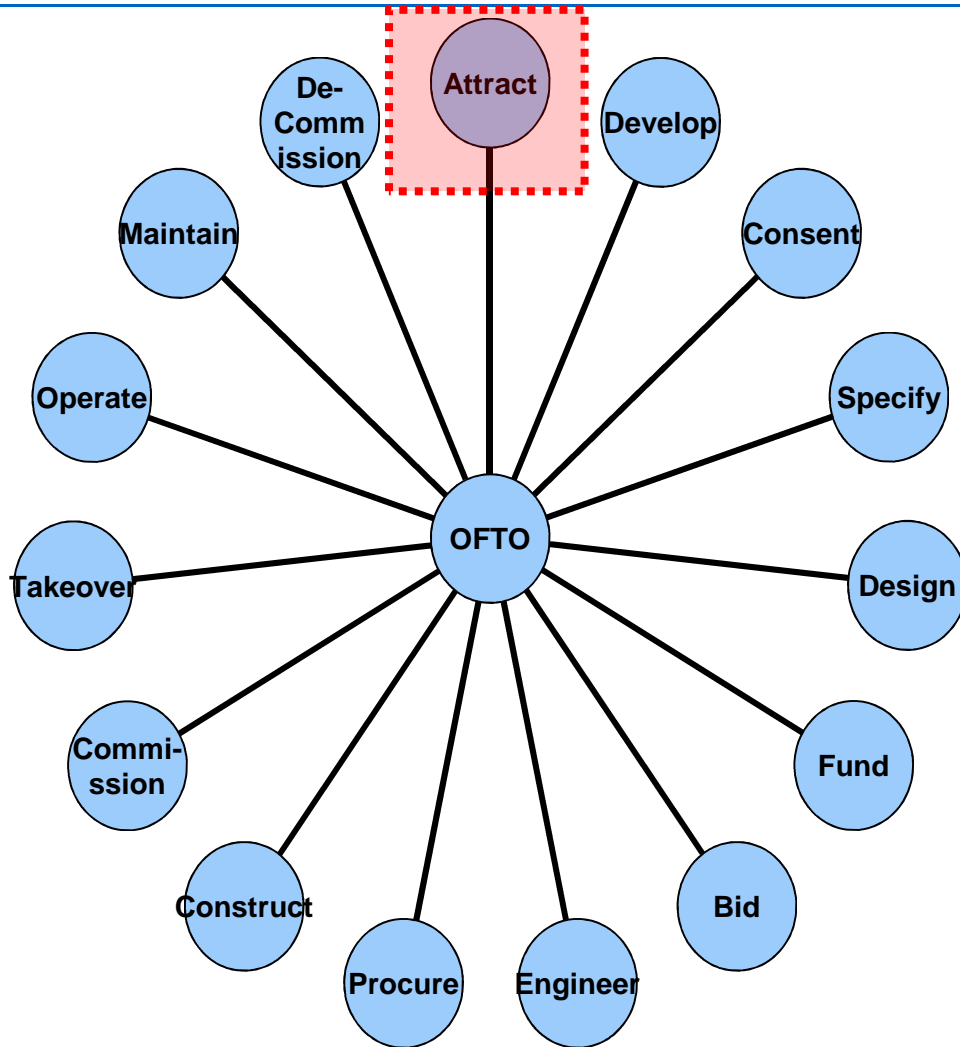 Attract
De-
Comm
ission
Develop
Maintain
Consent
Operate
Specify
OFTO
Takeover
Design
Commi-
ssion
Fund
Construct
Bid
Procure
Engineer